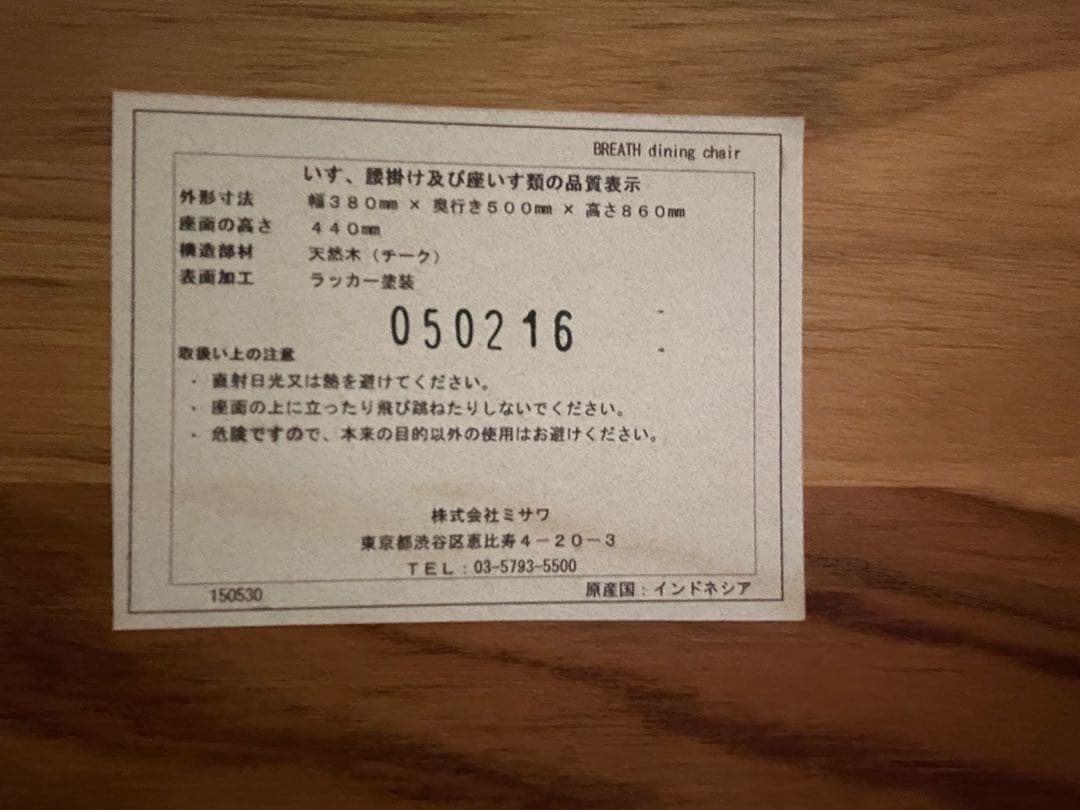 BREATH dining chair
いす、腰掛け及び座いす類の品質表示
外形寸法 幅380mm × 奥行き500mm × 高さ860mm
座面の高さ 440mm
構造部材 天然木（チーク）
表面加工 ラッカー塗装
050216
取扱い上の注意
・ 直射日光又は熱を避けてください。
・ 座面の上に立ったり飛び跳ねたりしないでください。
・ 危険ですので、本来の目的以外の使用はお避けください。
株式会社ミサワ
東京都渋谷区恵比寿4－20－3
TEL：03-5793-5500
150530 原産国：インドネシア